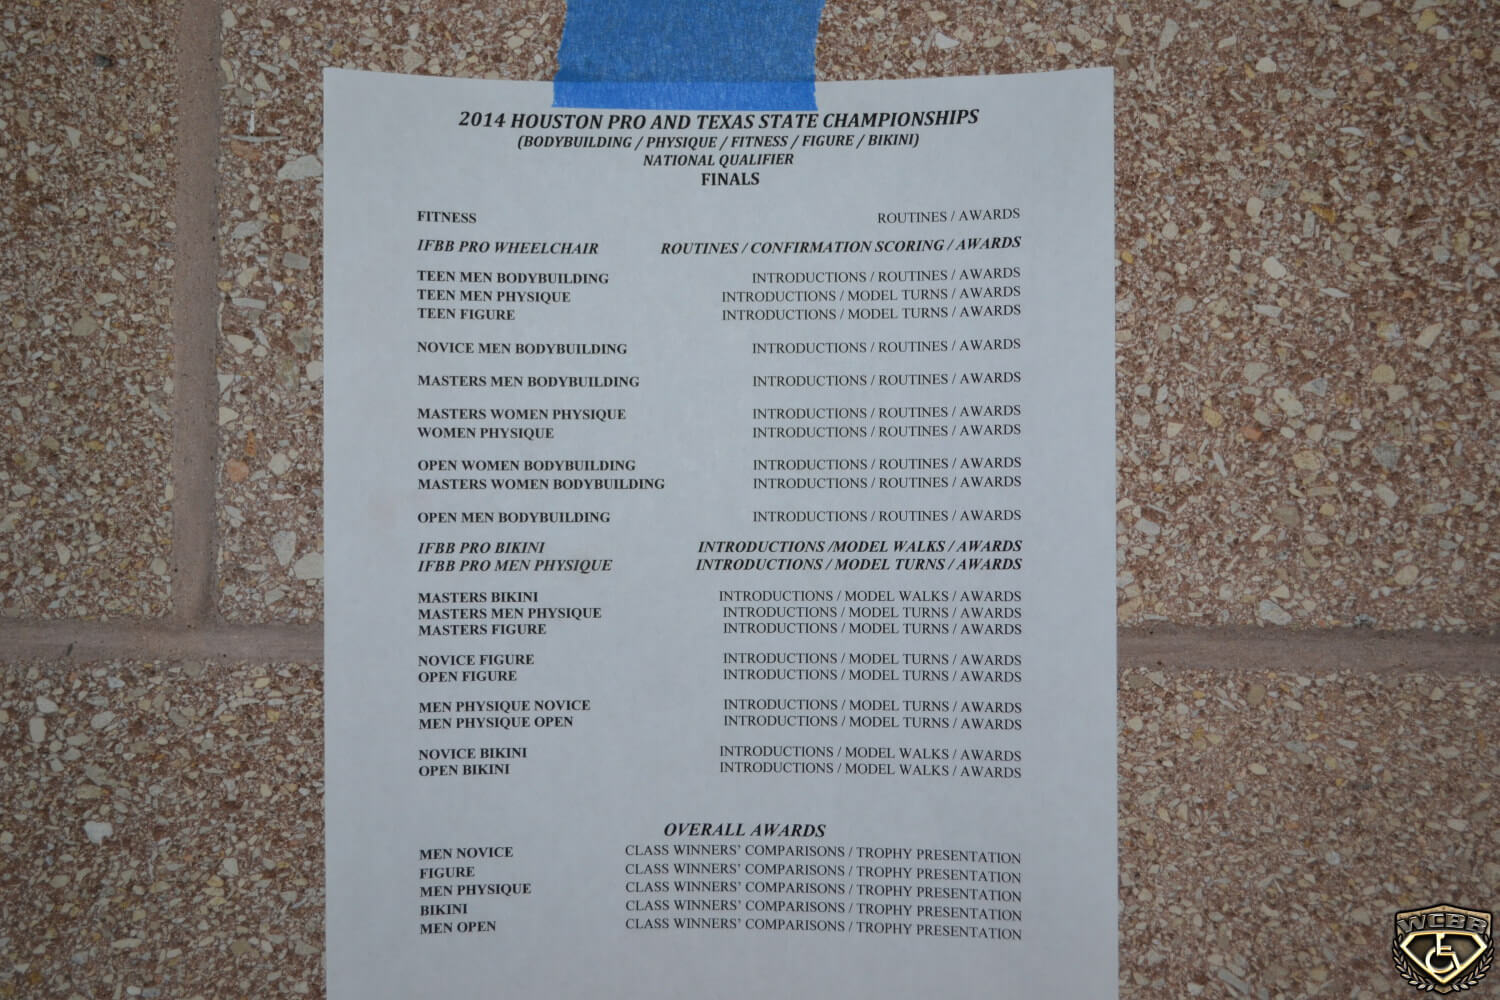 2014 HOUSTON PRO AND TEXAS STATE CHAMPIONSHIPS
(BODYBUILDING / PHYSIQUE / FITNESS / FIGURE / BIKINI)
NATIONAL QUALIFIER
FINALS
FITNESS ROUTINES / AWARDS
IFBB PRO WHEELCHAIR ROUTINES / CONFIRMATION SCORING / AWARDS
TEEN MEN BODYBUILDING INTRODUCTIONS / ROUTINES / AWARDS
TEEN MEN PHYSIQUE INTRODUCTIONS / MODEL TURNS / AWARDS
TEEN FIGURE INTRODUCTIONS / MODEL TURNS / AWARDS
NOVICE MEN BODYBUILDING INTRODUCTIONS / ROUTINES / AWARDS
MASTERS MEN BODYBUILDING INTRODUCTIONS / ROUTINES / AWARDS
MASTERS WOMEN PHYSIQUE INTRODUCTIONS / ROUTINES / AWARDS
WOMEN PHYSIQUE INTRODUCTIONS / ROUTINES / AWARDS
OPEN WOMEN BODYBUILDING INTRODUCTIONS / ROUTINES / AWARDS
MASTERS WOMEN BODYBUILDING INTRODUCTIONS / ROUTINES / AWARDS
OPEN MEN BODYBUILDING INTRODUCTIONS / ROUTINES / AWARDS
IFBB PRO BIKINI INTRODUCTIONS /MODEL WALKS / AWARDS
IFBB PRO MEN PHYSIQUE INTRODUCTIONS / MODEL TURNS / AWARDS
MASTERS BIKINI INTRODUCTIONS / MODEL WALKS / AWARDS
MASTERS MEN PHYSIQUE INTRODUCTIONS / MODEL TURNS / AWARDS
MASTERS FIGURE INTRODUCTIONS / MODEL TURNS / AWARDS
NOVICE FIGURE INTRODUCTIONS / MODEL TURNS / AWARDS
OPEN FIGURE INTRODUCTIONS / MODEL TURNS / AWARDS
MEN PHYSIQUE NOVICE INTRODUCTIONS / MODEL TURNS / AWARDS
MEN PHYSIQUE OPEN INTRODUCTIONS / MODEL TURNS / AWARDS
NOVICE BIKINI INTRODUCTIONS / MODEL WALKS / AWARDS
OPEN BIKINI INTRODUCTIONS / MODEL WALKS / AWARDS
OVERALL AWARDS
MEN NOVICE CLASS WINNERS' COMPARISONS / TROPHY PRESENTATION
FIGURE CLASS WINNERS' COMPARISONS / TROPHY PRESENTATION
MEN PHYSIQUE CLASS WINNERS' COMPARISONS / TROPHY PRESENTATION
BIKINI CLASS WINNERS' COMPARISONS / TROPHY PRESENTATION
MEN OPEN CLASS WINNERS' COMPARISONS / TROPHY PRESENTATION
WCBB